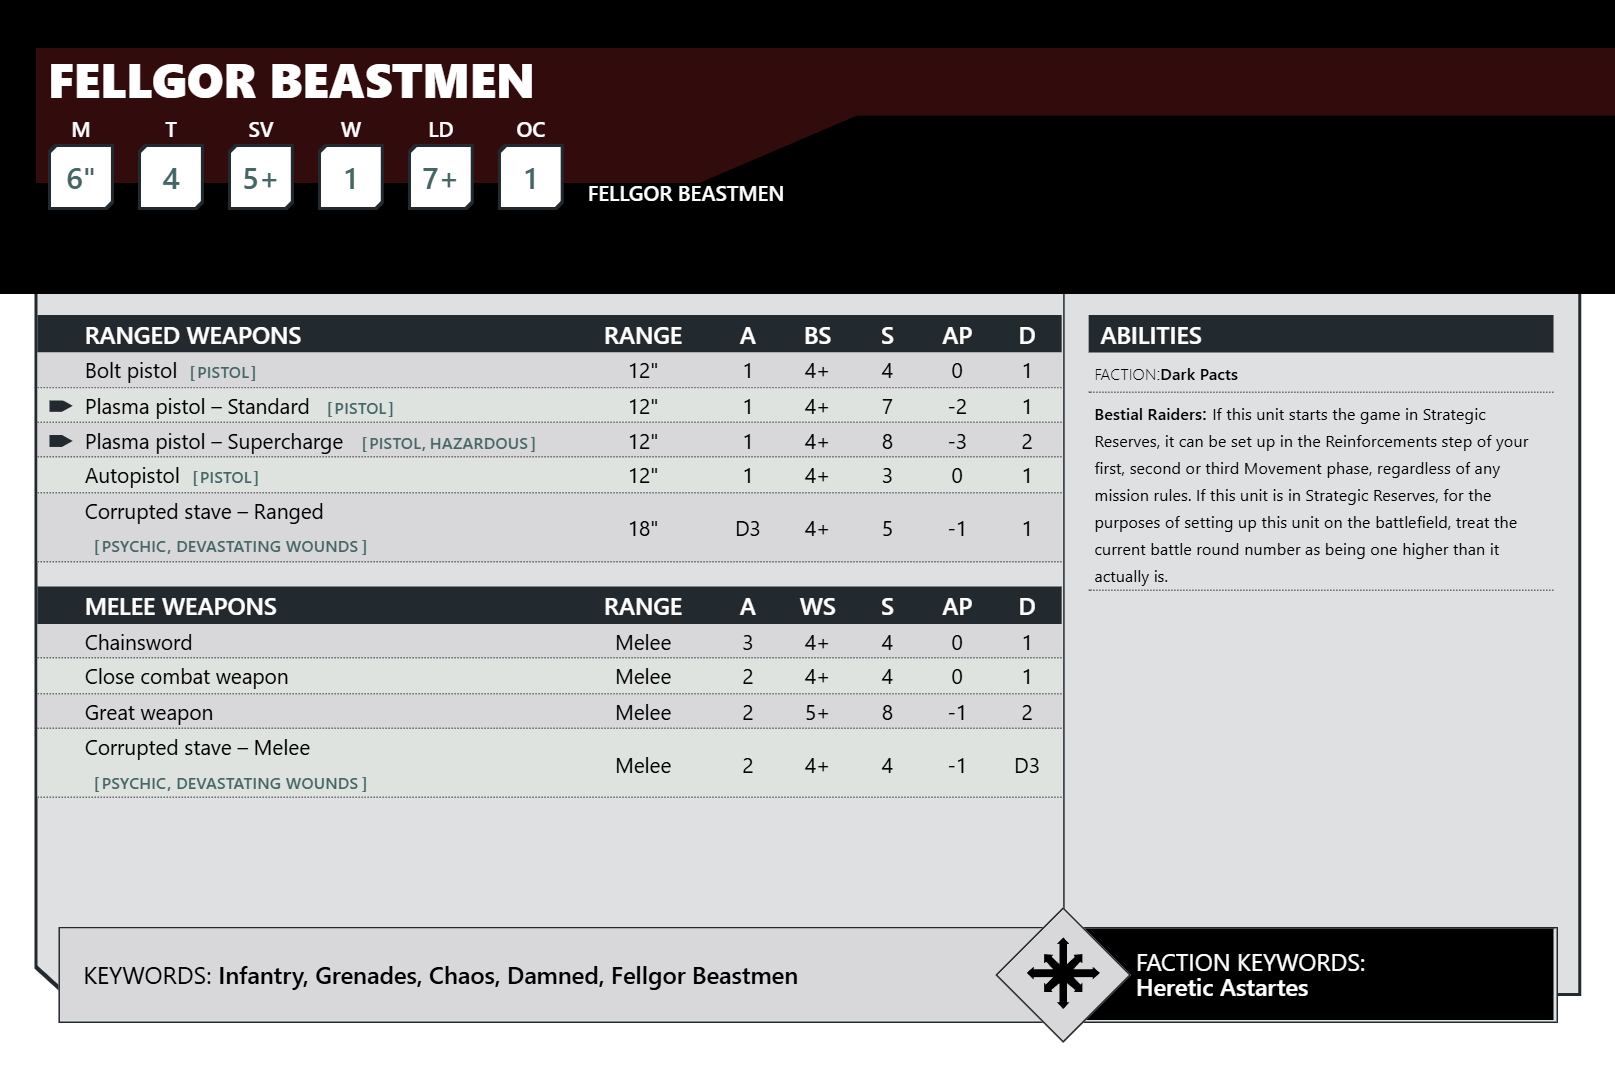 FELLGOR BEASTMEN
M T SV W LD OC
6" 4 5+ 1 7+ 1
FELLGOR BEASTMEN
RANGED WEAPONS RANGE A BS S AP D
Bolt pistol [PISTOL] 12" 1 4+ 4 0 1
Plasma pistol – Standard [PISTOL] 12" 1 4+ 7 -2 1
Plasma pistol – Supercharge [PISTOL, HAZARDOUS] 12" 1 4+ 8 -3 2
Autopistol [PISTOL] 12" 1 4+ 3 0 1
Corrupted stave – Ranged
18" D3 4+ 5 -1 1
[PSYCHIC, DEVASTATING WOUNDS]
MELEE WEAPONS RANGE A WS S AP D
Chainsword Melee 3 4+ 4 0 1
Close combat weapon Melee 2 4+ 4 0 1
Great weapon Melee 2 5+ 8 -1 2
Corrupted stave – Melee
Melee 2 4+ 4 -1 D3
[PSYCHIC, DEVASTATING WOUNDS]
ABILITIES
FACTION:Dark Pacts
Bestial Raiders: If this unit starts the game in Strategic
Reserves, it can be set up in the Reinforcements step of your
first, second or third Movement phase, regardless of any
mission rules. If this unit is in Strategic Reserves, for the
purposes of setting up this unit on the battlefield, treat the
current battle round number as being one higher than it
actually is.
KEYWORDS: Infantry, Grenades, Chaos, Damned, Fellgor Beastmen
FACTION KEYWORDS:
Heretic Astartes